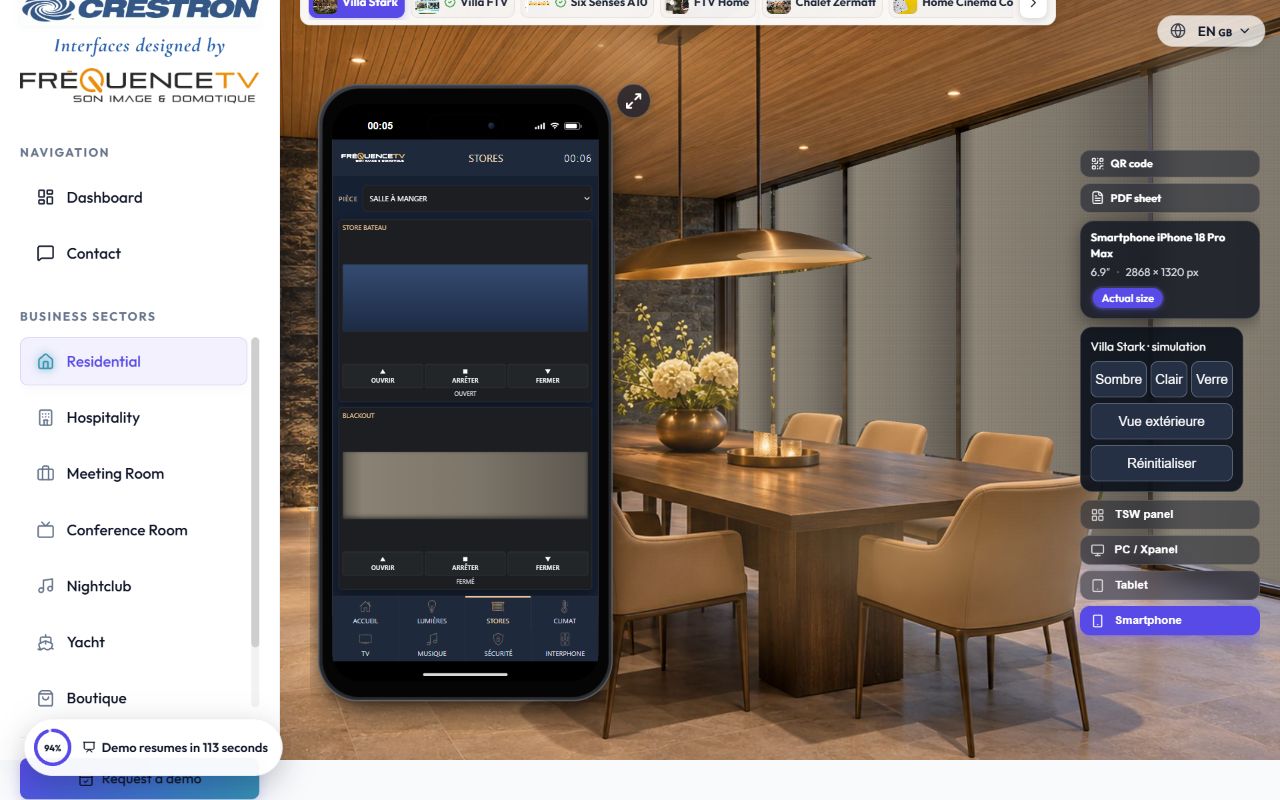 CRESTRON
Interfaces designed by
FREQUENCETV
SON IMAGE & DOMOTIQUE
NAVIGATION
Dashboard
Contact
BUSINESS SECTORS
Residential
Hospitality
Meeting Room
Conference Room
Nightclub
Yacht
Boutique
94%
Demo resumes in 113 seconds
Request a demo
Villa Stark
Villa FTV
Six Senses A10
FTV Home
Chalet Zermatt
Home Cinema Co
EN GB
00:05
FREQUENCETV
STORES
00:06
PIÈCE
SALLE À MANGER
STORE BATEAU
OUVRIR
ARRÊTER
FERMER
OUVERT
BLACKOUT
OUVRIR
ARRÊTER
FERMER
FERMÉ
ACCUEIL
LUMIÈRES
STORES
CLIMAT
TV
MUSIQUE
SÉCURITÉ
INTERPHONE
QR code
PDF sheet
Smartphone iPhone 18 Pro
Max
6.9" · 2868 × 1320 px
Actual size
Villa Stark · simulation
Sombre
Clair
Verre
Vue extérieure
Réinitialiser
TSW panel
PC / Xpanel
Tablet
Smartphone